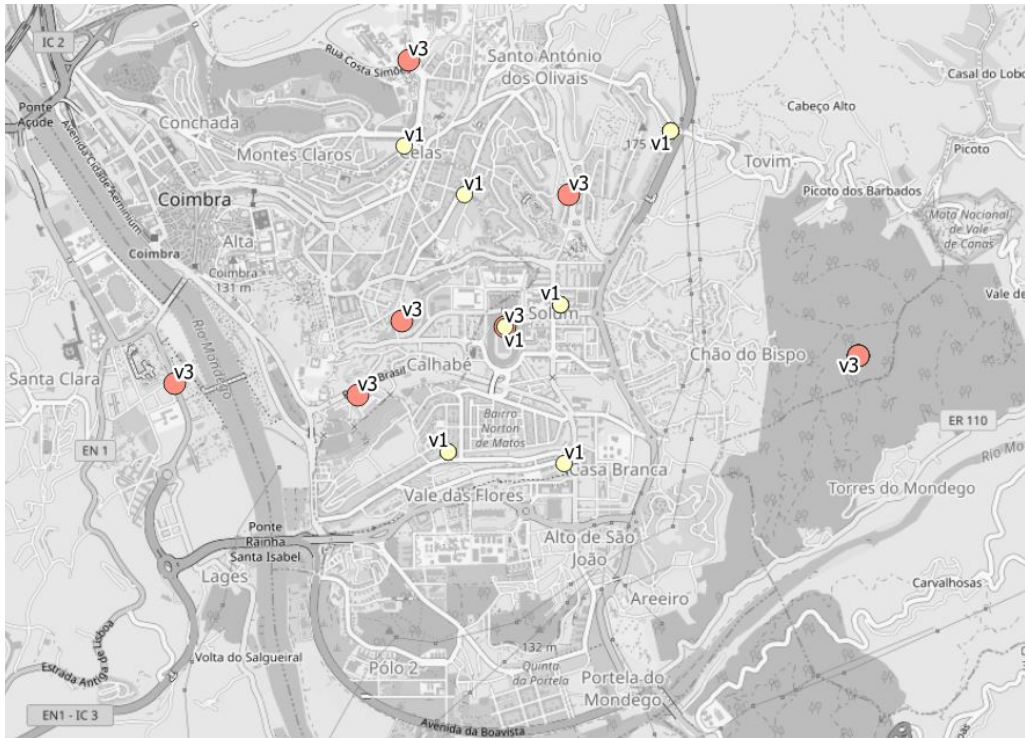 IC 2
v3
Rua Costa Simões
Santo António
dos Olivais
Casal do Lobo
Ponte
Açude
Avenida Cidade Aeminium
Conchada
Cabeço Alto
v1
175
v1
Picoto
Montes Claros
Celas
Tovim
v1
v3
Picoto dos Barbados
Coimbra
Mata Nacional
de Vale
de Canas
Alta
Coimbra
Coimbra
131 m
Vale de
v1
Solum
v3
v3
v1
Rio Mondego
Chão do Bispo
v3
Calhabé
Santa Clara
v3
v3
Brasil
Bairro
Norton
de Matos
ER 110
EN 1
v1
v1
Casa Branca
Rio Mo
Vale das Flores
Torres do Mondego
Ponte
Rainha
Santa Isabel
Alto de São
João
Lages
Carvalhosas
Areeiro
Estrada Antiga de Lisboa
Volta do Salgueiral
132 m
Pólo 2
Quinta
da Portela
Portela do
Mondego
EN1 - IC 3
Avenida da Boavista